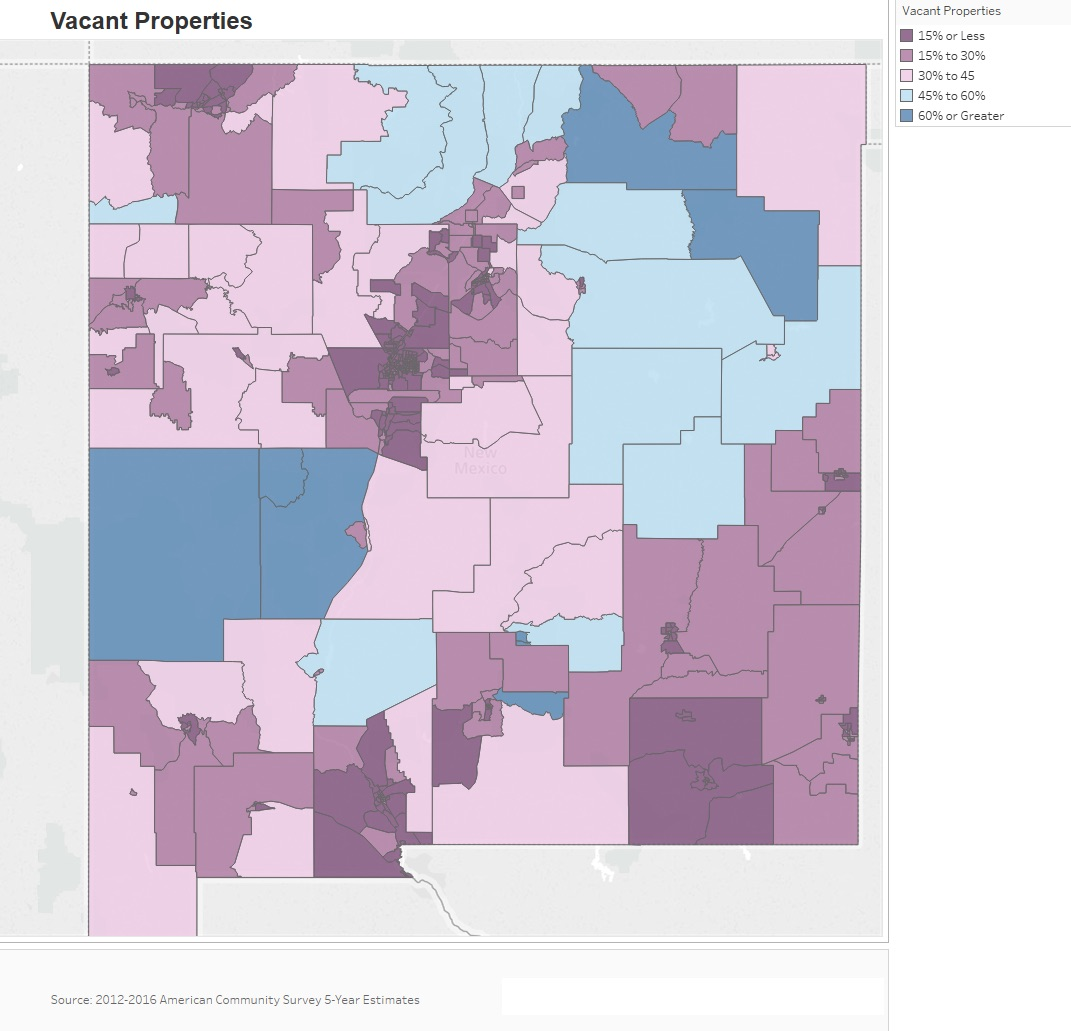 Vacant Properties
Vacant Properties
15% or Less
15% to 30%
30% to 45
45% to 60%
60% or Greater
New
Mexico
Source: 2012-2016 American Community Survey 5-Year Estimates